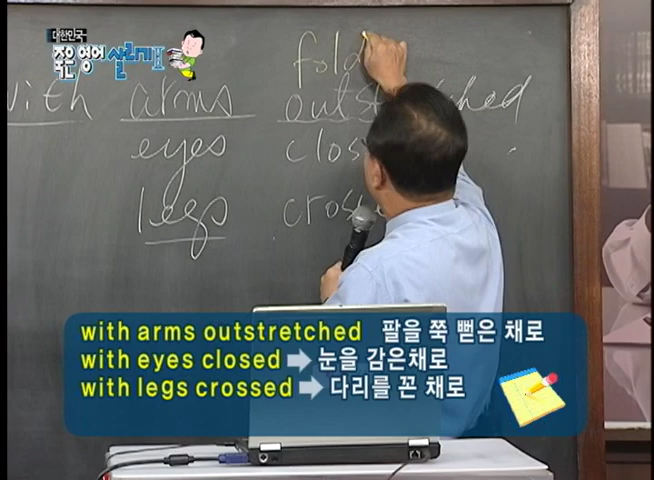 대한민국
죽은 영어 살리기 II
fold
with arms outstretched
eyes clos
legs cross
with arms outstretched 팔을 쭉 뻗은 채로
with eyes closed ➡ 눈을 감은채로
with legs crossed ➡ 다리를 꼰 채로